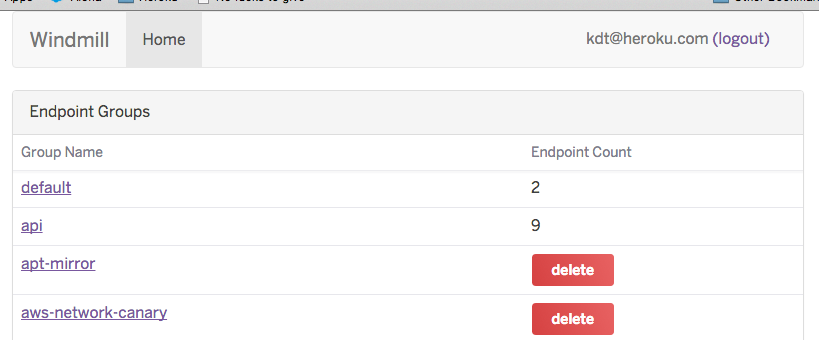 Windmill Home kdt@heroku.com (logout)
Endpoint Groups
Group Name Endpoint Count
default 2
api 9
apt-mirror delete
aws-network-canary delete